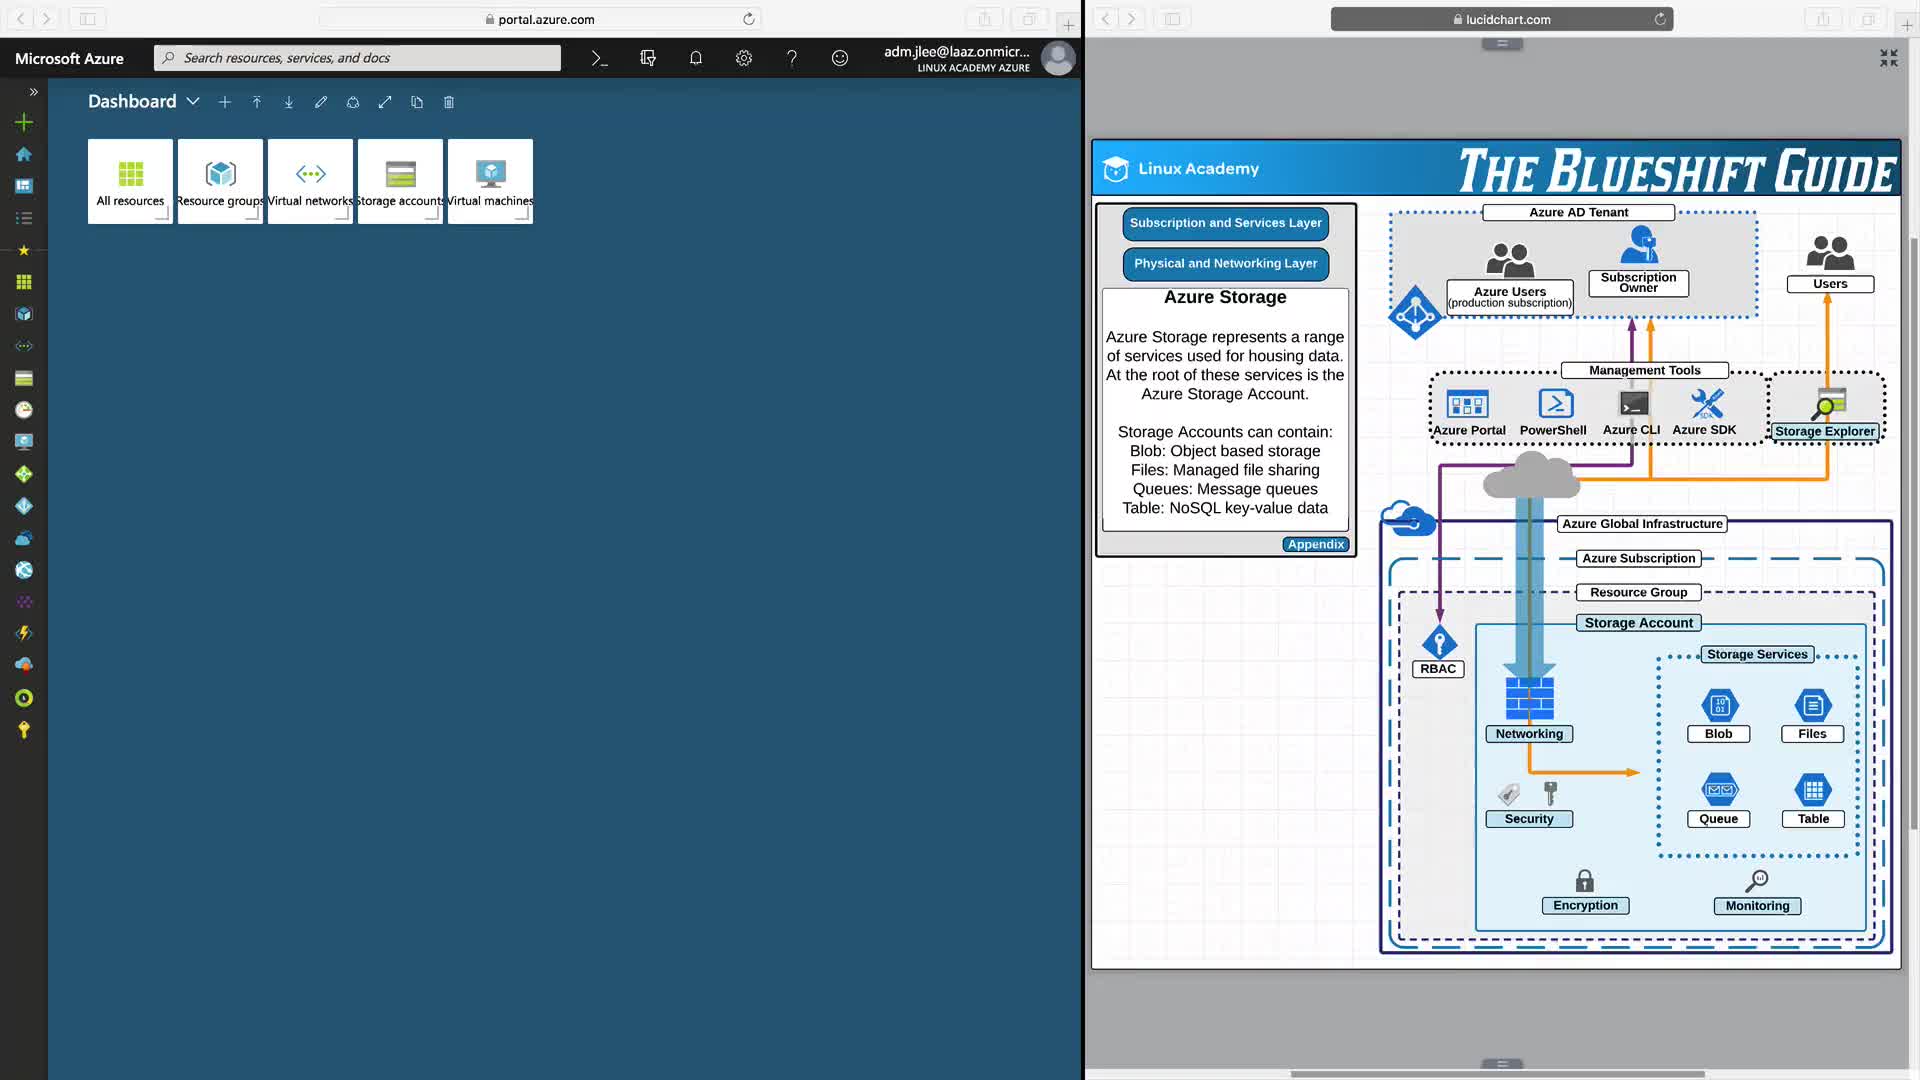 portal.azure.com
lucidchart.com
Microsoft Azure
Search resources, services, and docs
adm.jlee@laaz.onmicr...
LINUX ACADEMY AZURE
Dashboard
All resources
Resource groups
Virtual networks
Storage accounts
Virtual machines
Linux Academy
THE BLUESHIFT GUIDE
Subscription and Services Layer
Physical and Networking Layer
Azure Storage
Azure Storage represents a range
of services used for housing data.
At the root of these services is the
Azure Storage Account.
Storage Accounts can contain:
Blob: Object based storage
Files: Managed file sharing
Queues: Message queues
Table: NoSQL key-value data
Appendix
Azure AD Tenant
Azure Users
(production subscription)
Subscription
Owner
Users
Management Tools
Azure Portal
PowerShell
Azure CLI
SDK
Azure SDK
Storage Explorer
Azure Global Infrastructure
Azure Subscription
Resource Group
Storage Account
RBAC
Networking
Security
Storage Services
10
01
Blob
Files
Queue
Table
Encryption
Monitoring